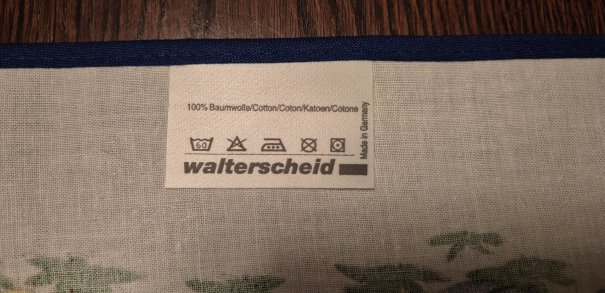 100% Baumwolle/Cotton/Coton/Katoen/Cotone
60
walterscheid
Made in Germany